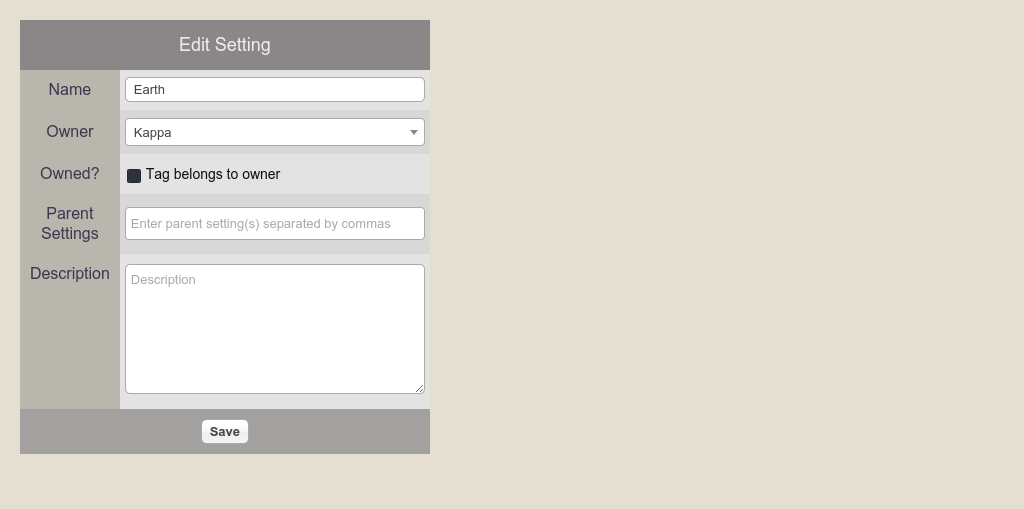 Edit Setting
Name
Earth
Owner
Kappa
Owned?
Tag belongs to owner
Parent
Settings
Enter parent setting(s) separated by commas
Description
Description
Save